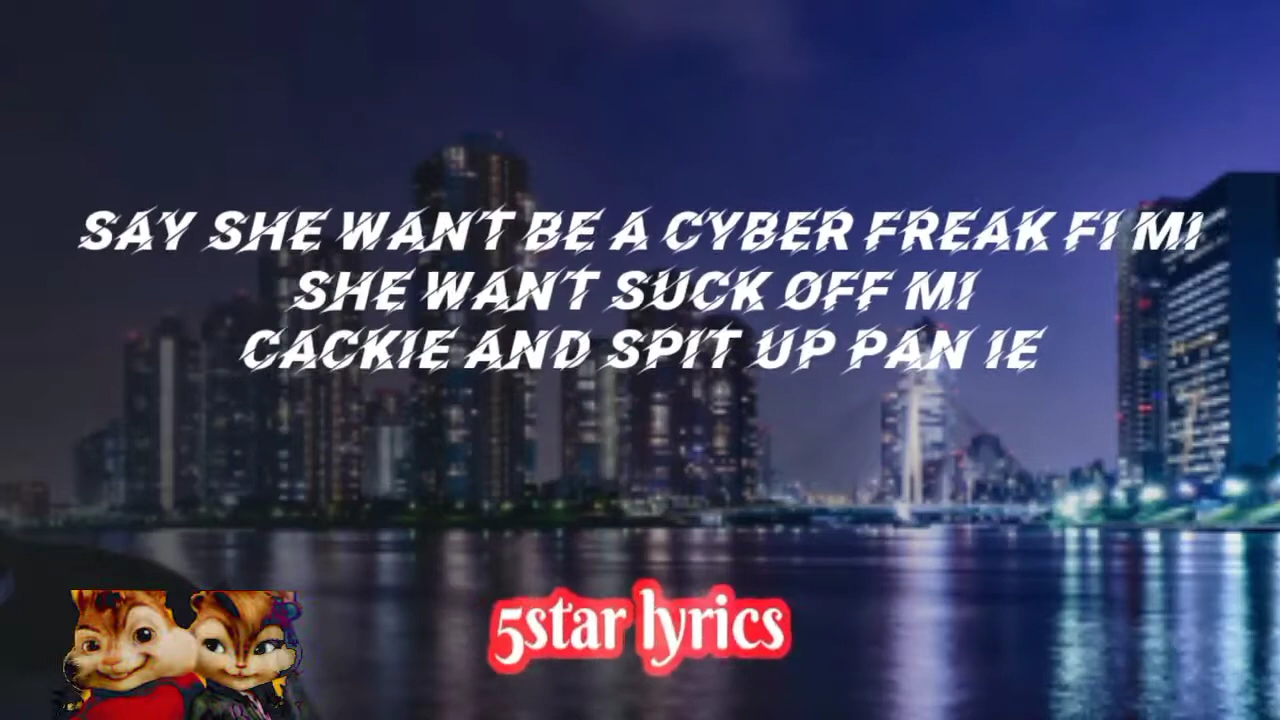 SAY SHE WANT BE A CYBER FREAK FI MI
SHE WANT SUCK OFF MI
CACKIE AND SPIT UP PAN IE
5star lyrics